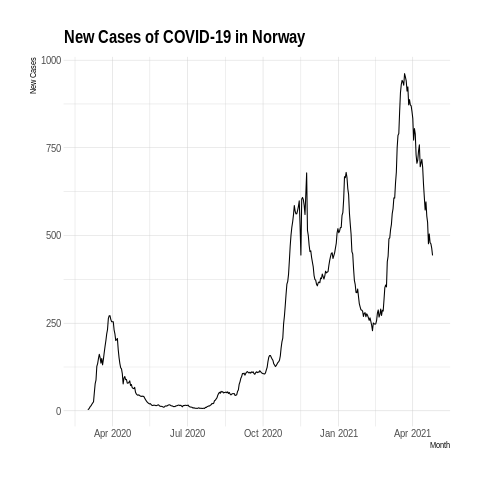 New Cases of COVID-19 in Norway
New Cases
1000
750
500
250
0
Apr 2020
Jul 2020
Oct 2020
Jan 2021
Apr 2021
Month